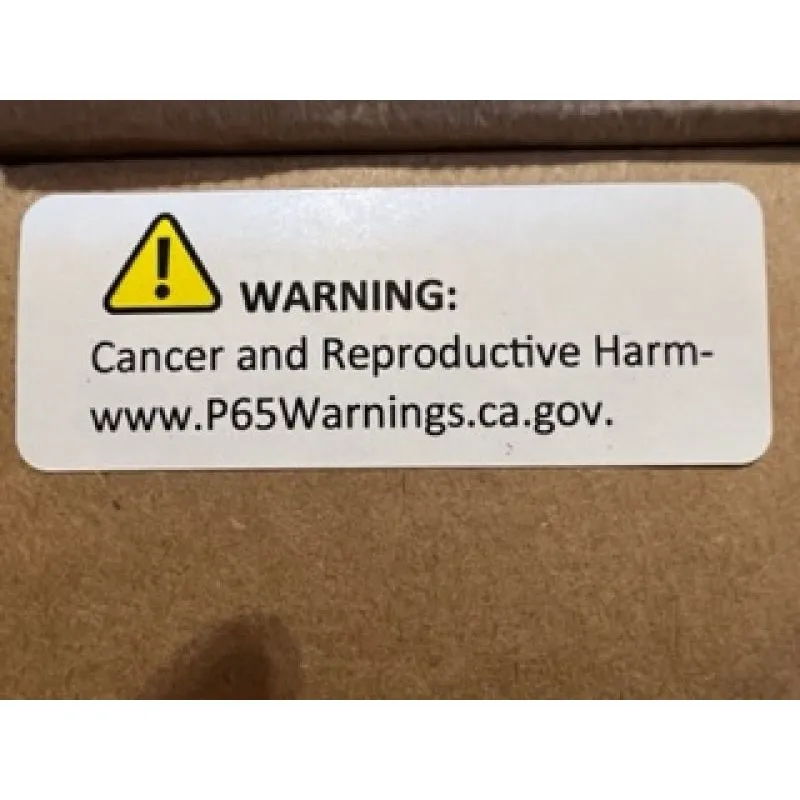 WARNING:
Cancer and Reproductive Harm-
www.P65Warnings.ca.gov.